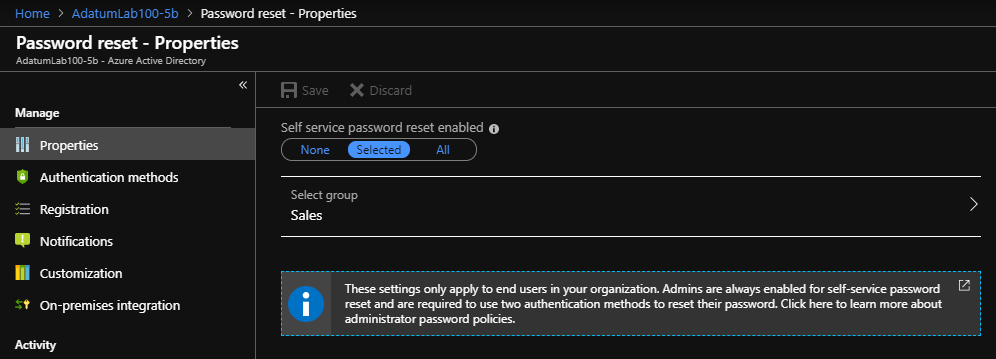 Home > AdatumLab100-5b > Password reset - Properties
Password reset - Properties
AdatumLab100-5b - Azure Active Directory
«
Manage
Properties
Authentication methods
Registration
Notifications
Customization
On-premises integration
Activity
Save Discard
Self service password reset enabled
None Selected All
Select group
Sales
These settings only apply to end users in your organization. Admins are always enabled for self-service password
reset and are required to use two authentication methods to reset their password. Click here to learn more about
administrator password policies.